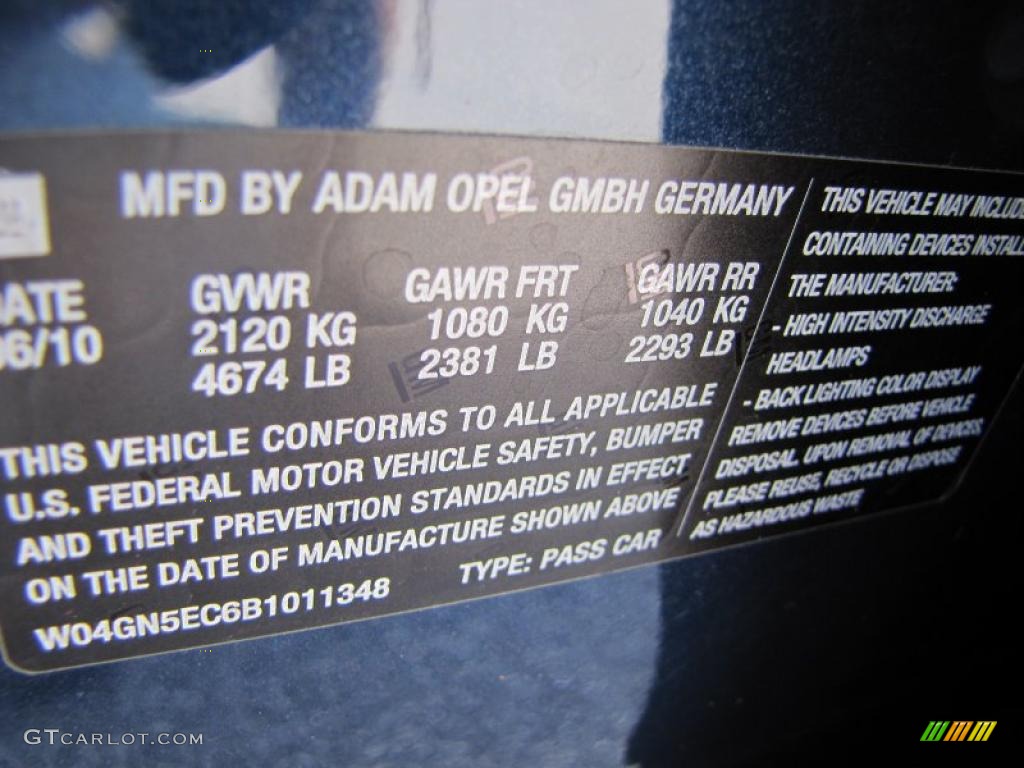 MFD BY ADAM OPEL GMBH GERMANY
DATE GVWR GAWR FRT GAWR RR
06/10 2120 KG 1080 KG 1040 KG
4674 LB 2381 LB 2293 LB
THIS VEHICLE CONFORMS TO ALL APPLICABLE
U.S. FEDERAL MOTOR VEHICLE SAFETY, BUMPER
AND THEFT PREVENTION STANDARDS IN EFFECT
ON THE DATE OF MANUFACTURE SHOWN ABOVE
W04GN5EC6B1011348 TYPE: PASS CAR
THIS VEHICLE MAY INCLUDE
CONTAINING DEVICES INSTALLE
THE MANUFACTURER:
- HIGH INTENSITY DISCHARGE
HEADLAMPS
- BACK LIGHTING COLOR DISPLAY
REMOVE DEVICES BEFORE VEHICLE
DISPOSAL. UPON REMOVAL OF DEVICES
PLEASE REUSE, RECYCLE OR DISPOSE
AS HAZARDOUS WASTE
GTCARLOT.COM